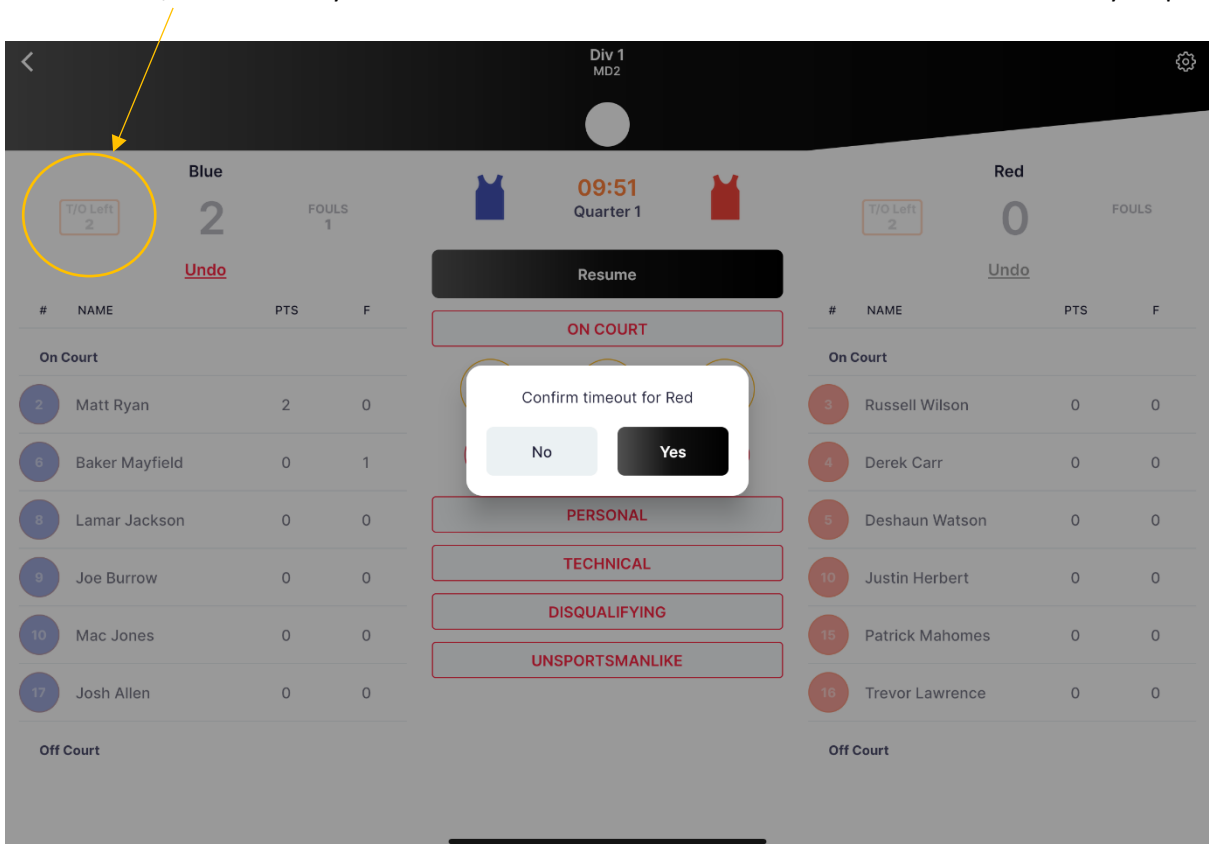 Div 1
MD2
Blue
T/O Left
2
2
FOULS
1
Undo
09:51
Quarter 1
Red
T/O Left
2
0
FOULS
Undo
Resume
ON COURT
# NAME PTS F
On Court
2 Matt Ryan 2 0
6 Baker Mayfield 0 1
8 Lamar Jackson 0 0
9 Joe Burrow 0 0
10 Mac Jones 0 0
17 Josh Allen 0 0
Off Court
Confirm timeout for Red
No Yes
PERSONAL
TECHNICAL
DISQUALIFYING
UNSPORTSMANLIKE
# NAME PTS F
On Court
3 Russell Wilson 0 0
4 Derek Carr 0 0
5 Deshaun Watson 0 0
10 Justin Herbert 0 0
15 Patrick Mahomes 0 0
16 Trevor Lawrence 0 0
Off Court